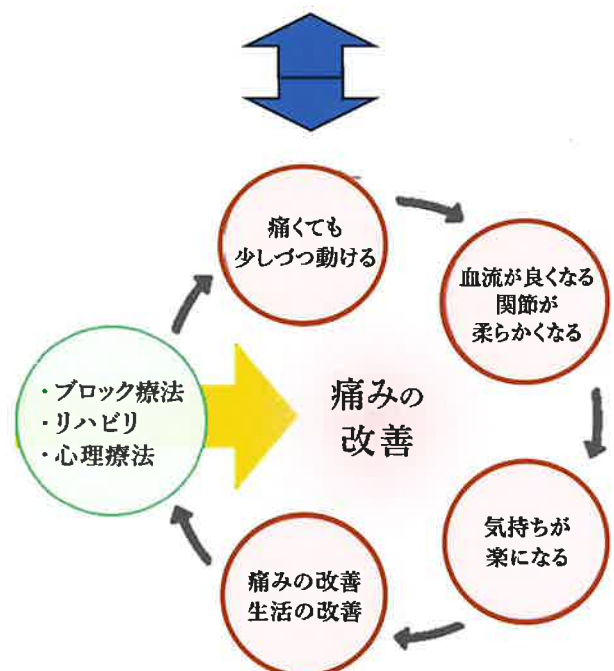 痛くても
少しづつ動ける
血流が良くなる
関節が
柔らかくなる
気持ちが
楽になる
痛みの改善
生活の改善
・ブロック療法
・リハビリ
・心理療法
痛みの
改善